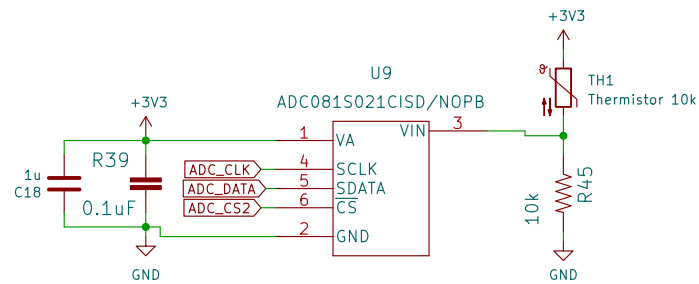 +3V3
U9
ADC081S021CISD/NOPB
+3V3
ϑ
TH1
Thermistor 10k
1
VA
VIN
3
R39
1u
C18
0.1uF
ADC_CLK
4
SCLK
ADC_DATA
5
SDATA
ADC_CS2
6
CS
2
GND
10k
R45
GND
GND